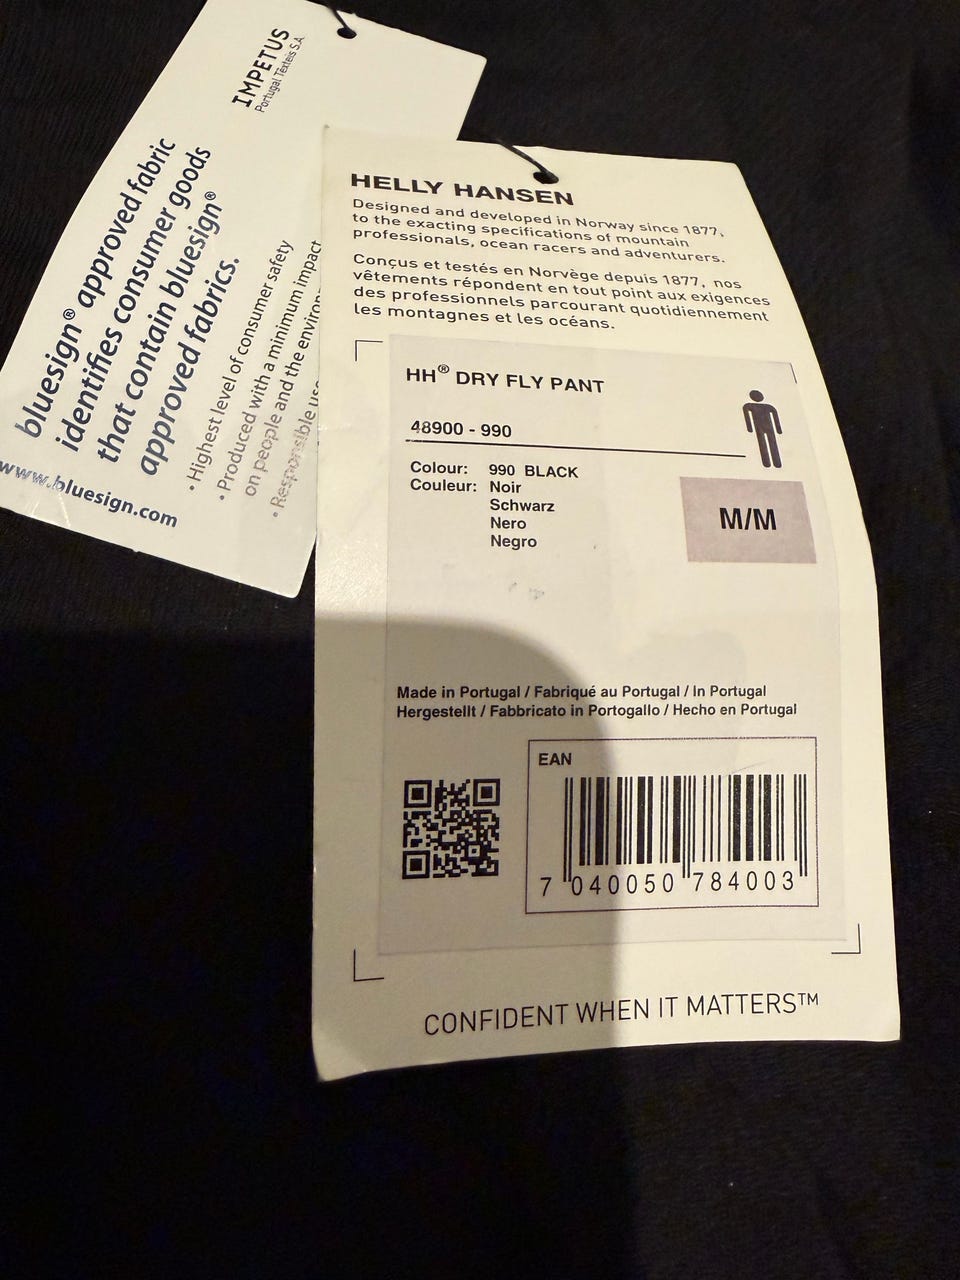 IMPETUS
Portugal Têxteis S.A.
bluesign® approved fabric
identifies consumer goods
that contain bluesign®
approved fabrics.
• Highest level of consumer safety
• Produced with a minimum impact
on people and the environ
• Responsible use
www.bluesign.com
HELLY HANSEN
Designed and developed in Norway since 1877,
to the exacting specifications of mountain
professionals, ocean racers and adventurers.
Conçus et testés en Norvège depuis 1877, nos
vêtements répondent en tout point aux exigences
des professionnels parcourant quotidiennement
les montagnes et les océans.
HH® DRY FLY PANT
48900 - 990
Colour: 990 BLACK
Couleur: Noir
Schwarz
Nero
Negro
M/M
Made in Portugal / Fabriqué au Portugal / In Portugal
Hergestellt / Fabbricato in Portogallo / Hecho en Portugal
EAN
7 040050 784003
CONFIDENT WHEN IT MATTERS™